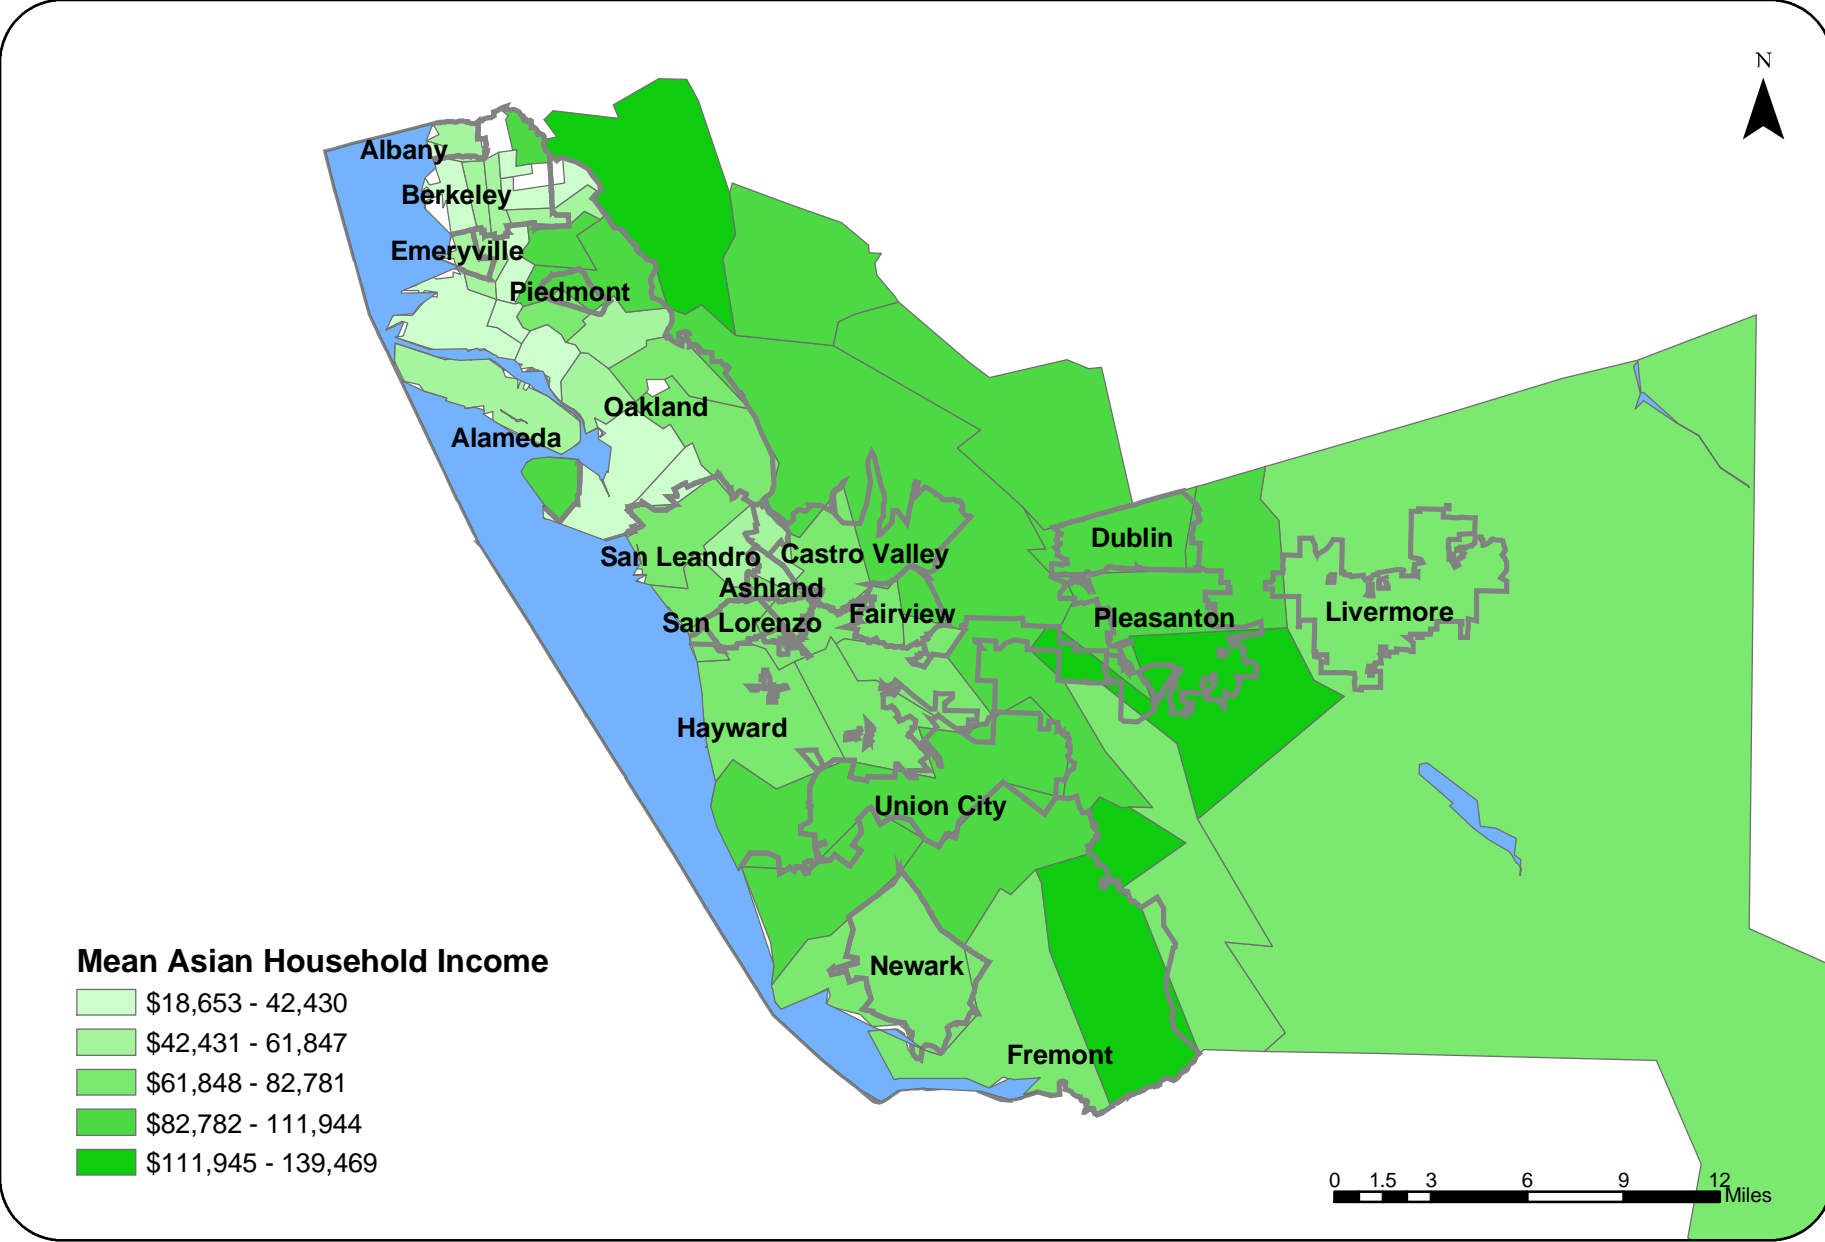 N
Albany
Berkeley
Emeryville
Piedmont
Oakland
Alameda
Dublin
San Leandro
Castro Valley
Ashland
Fairview
San Lorenzo
Pleasanton
Livermore
Hayward
Union City
Newark
Fremont
Mean Asian Household Income
$18,653 - 42,430
$42,431 - 61,847
$61,848 - 82,781
$82,782 - 111,944
$111,945 - 139,469
0 1.5 3 6 9 12
Miles